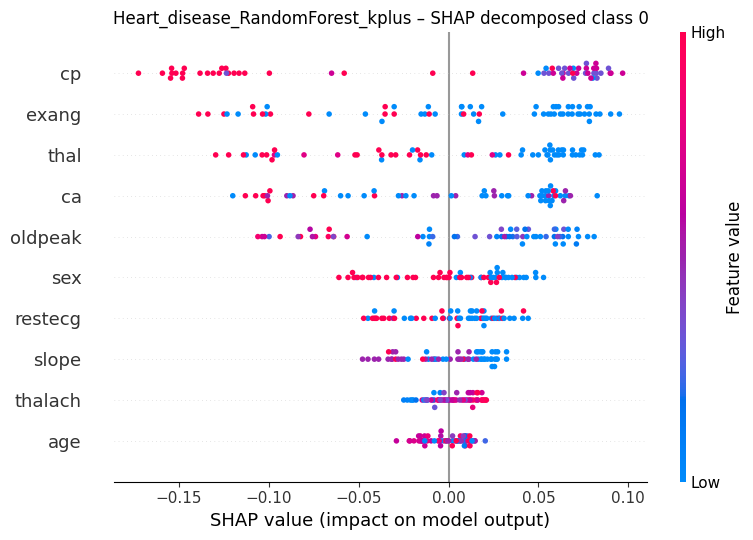 Heart_disease_RandomForest_kplus – SHAP decomposed class 0
High
cp
exang
thal
ca
oldpeak
sex
restecg
slope
thalach
age
Feature value
Low
−0.15 −0.10 −0.05 0.00 0.05 0.10
SHAP value (impact on model output)